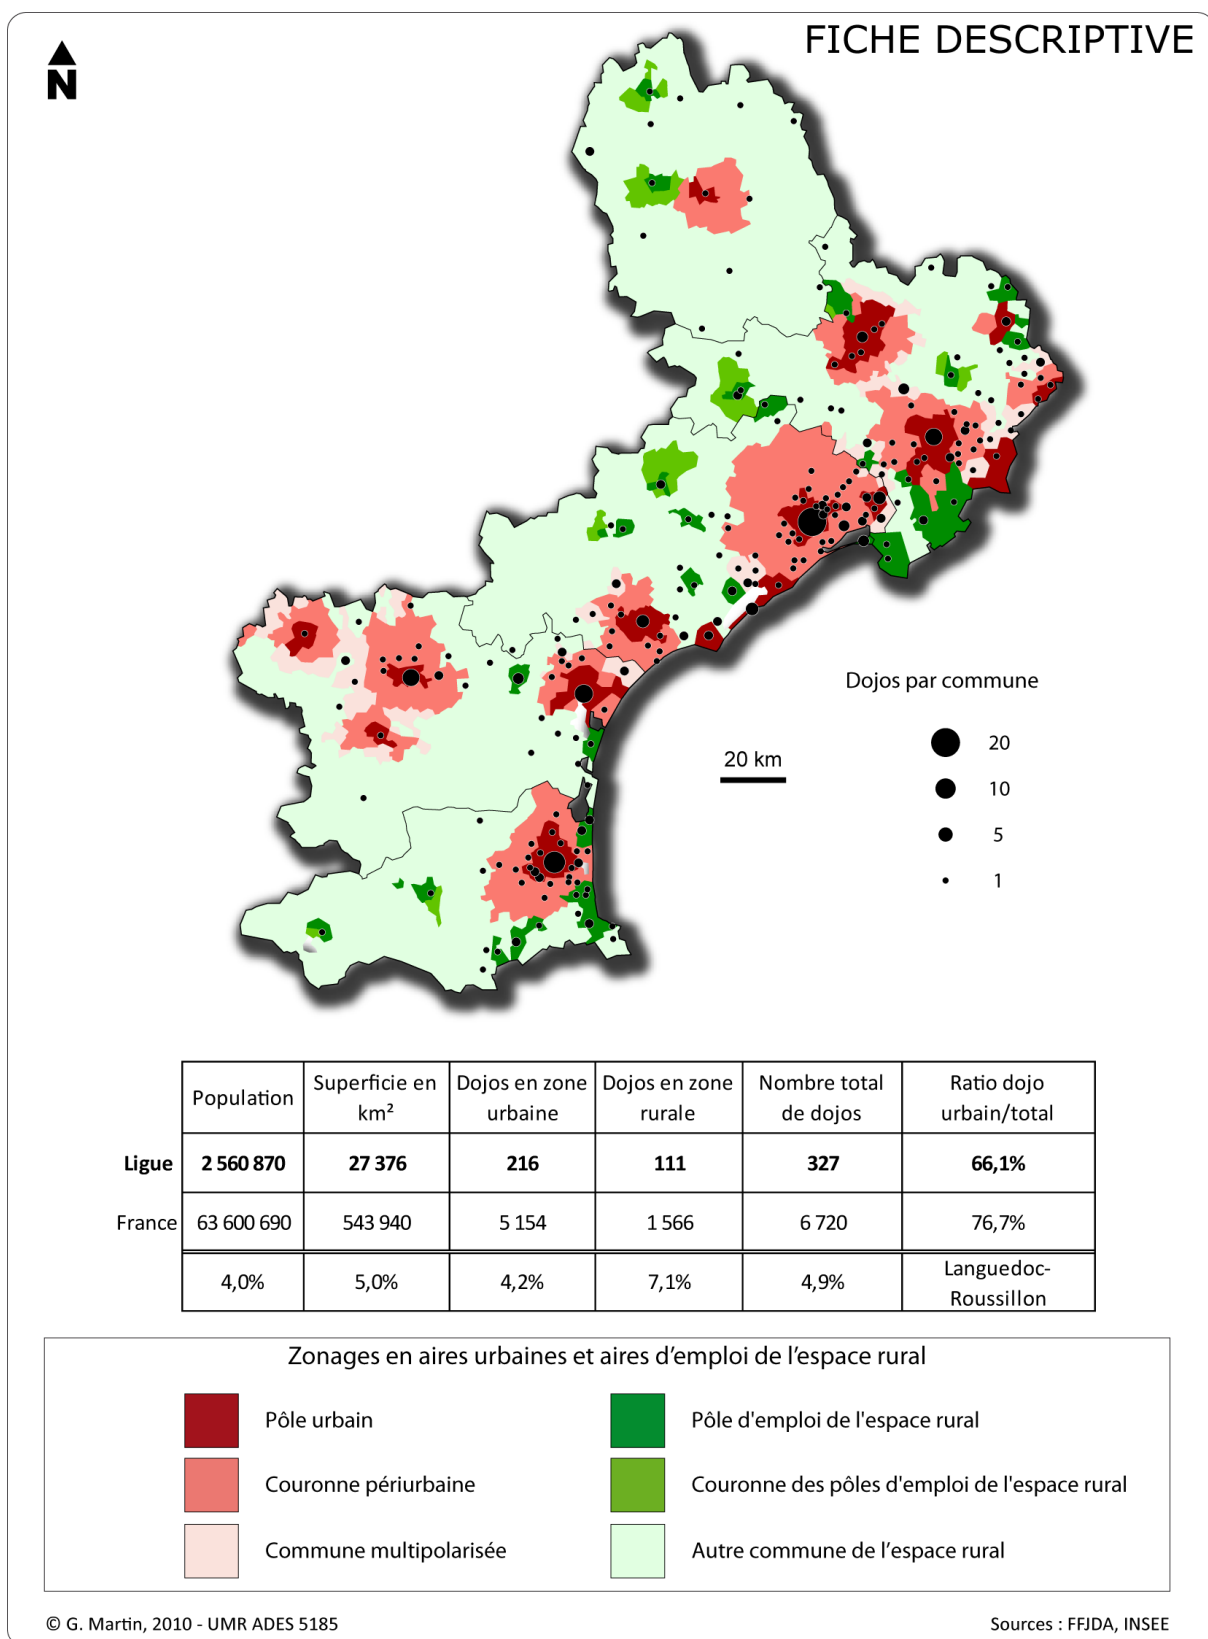 FICHE DESCRIPTIVE
N
Dojos par commune
20
10
5
1
20 km
Population
Superficie en km²
Dojos en zone urbaine
Dojos en zone rurale
Nombre total de dojos
Ratio dojo urbain/total
Ligue 2 560 870 27 376 216 111 327 66,1%
France 63 600 690 543 940 5 154 1 566 6 720 76,7%
4,0% 5,0% 4,2% 7,1% 4,9% Languedoc-Roussillon
Zonages en aires urbaines et aires d'emploi de l'espace rural
Pôle urbain
Couronne périurbaine
Commune multipolarisée
Pôle d'emploi de l'espace rural
Couronne des pôles d'emploi de l'espace rural
Autre commune de l'espace rural
© G. Martin, 2010 - UMR ADES 5185
Sources : FFJDA, INSEE